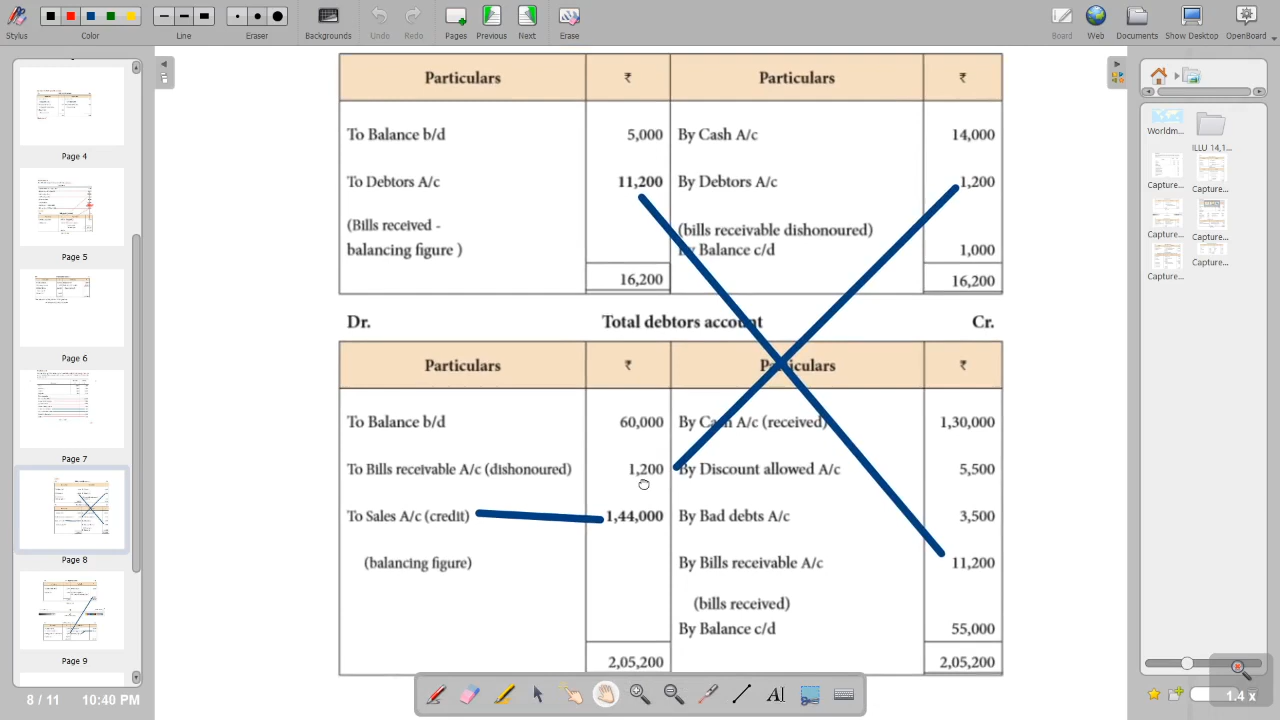 Stylus Color Line Eraser Backgrounds Undo Redo Pages Previous Next Erase Board Web Documents Show Desktop OpenBoard
Page 4
Page 5
Page 6
Page 7
Page 8
Page 9
8 / 11 10:40 PM
Particulars ₹ Particulars ₹
To Balance b/d 5,000 By Cash A/c 14,000
To Debtors A/c 11,200 By Debtors A/c 1,200
(Bills received - (bills receivable dishonoured)
balancing figure ) Balance c/d 1,000
16,200 16,200
Dr. Total debtors account Cr.
Particulars ₹ Particulars ₹
To Balance b/d 60,000 By Cash A/c (received) 1,30,000
To Bills receivable A/c (dishonoured) 1,200 By Discount allowed A/c 5,500
To Sales A/c (credit) 1,44,000 By Bad debts A/c 3,500
(balancing figure) By Bills receivable A/c 11,200
(bills received)
By Balance c/d 55,000
2,05,200 2,05,200
Worldm... ILLU 14,1...
Capture... Capture...
Capture... Capture...
Capture... Capture...
1.4 x